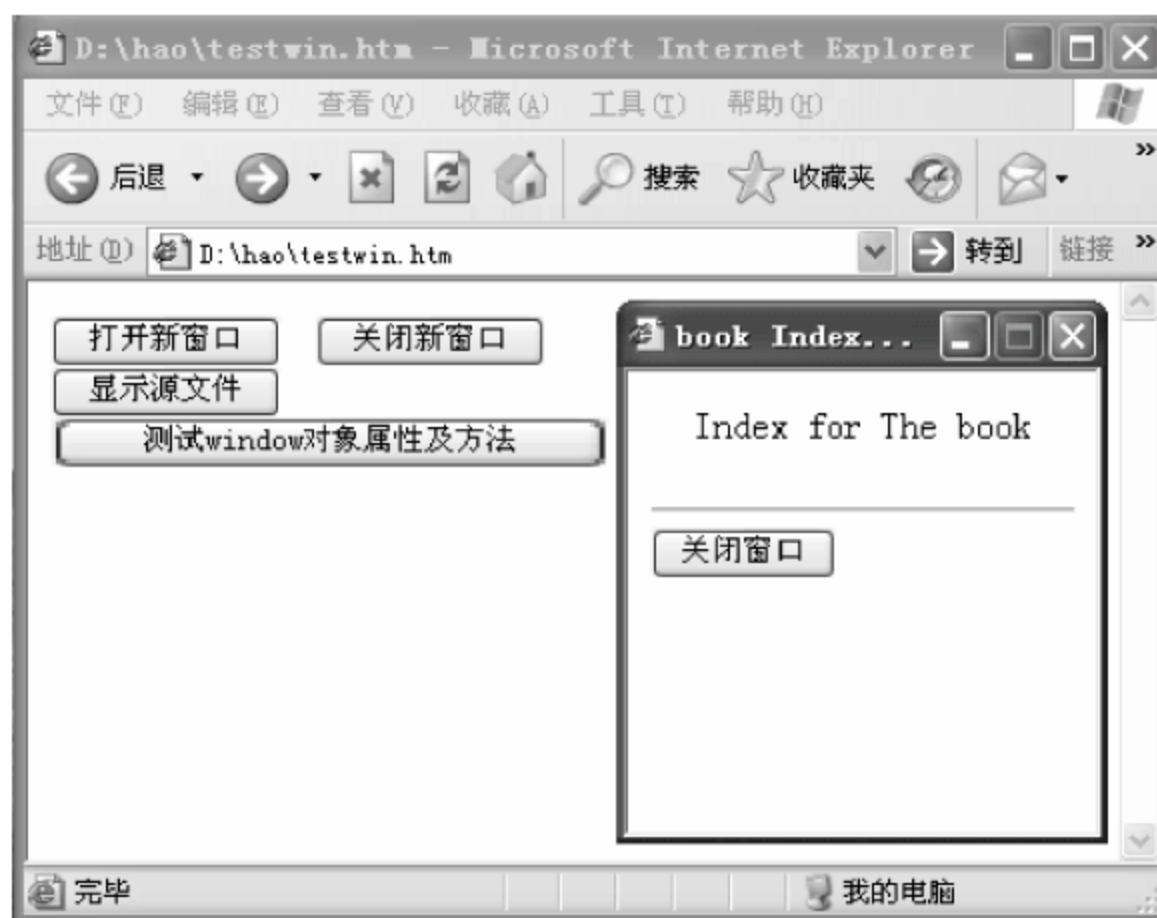 D:\hao\testwin.htm - Microsoft Internet Explorer
文件(F) 编辑(E) 查看(V) 收藏(A) 工具(T) 帮助(H)
后退 搜索 收藏夹 »
地址(D) D:\hao\testwin.htm 转到 链接 »
打开新窗口 关闭新窗口
显示源文件
测试window对象属性及方法
book Index...
Index for The book
关闭窗口
完毕 我的电脑